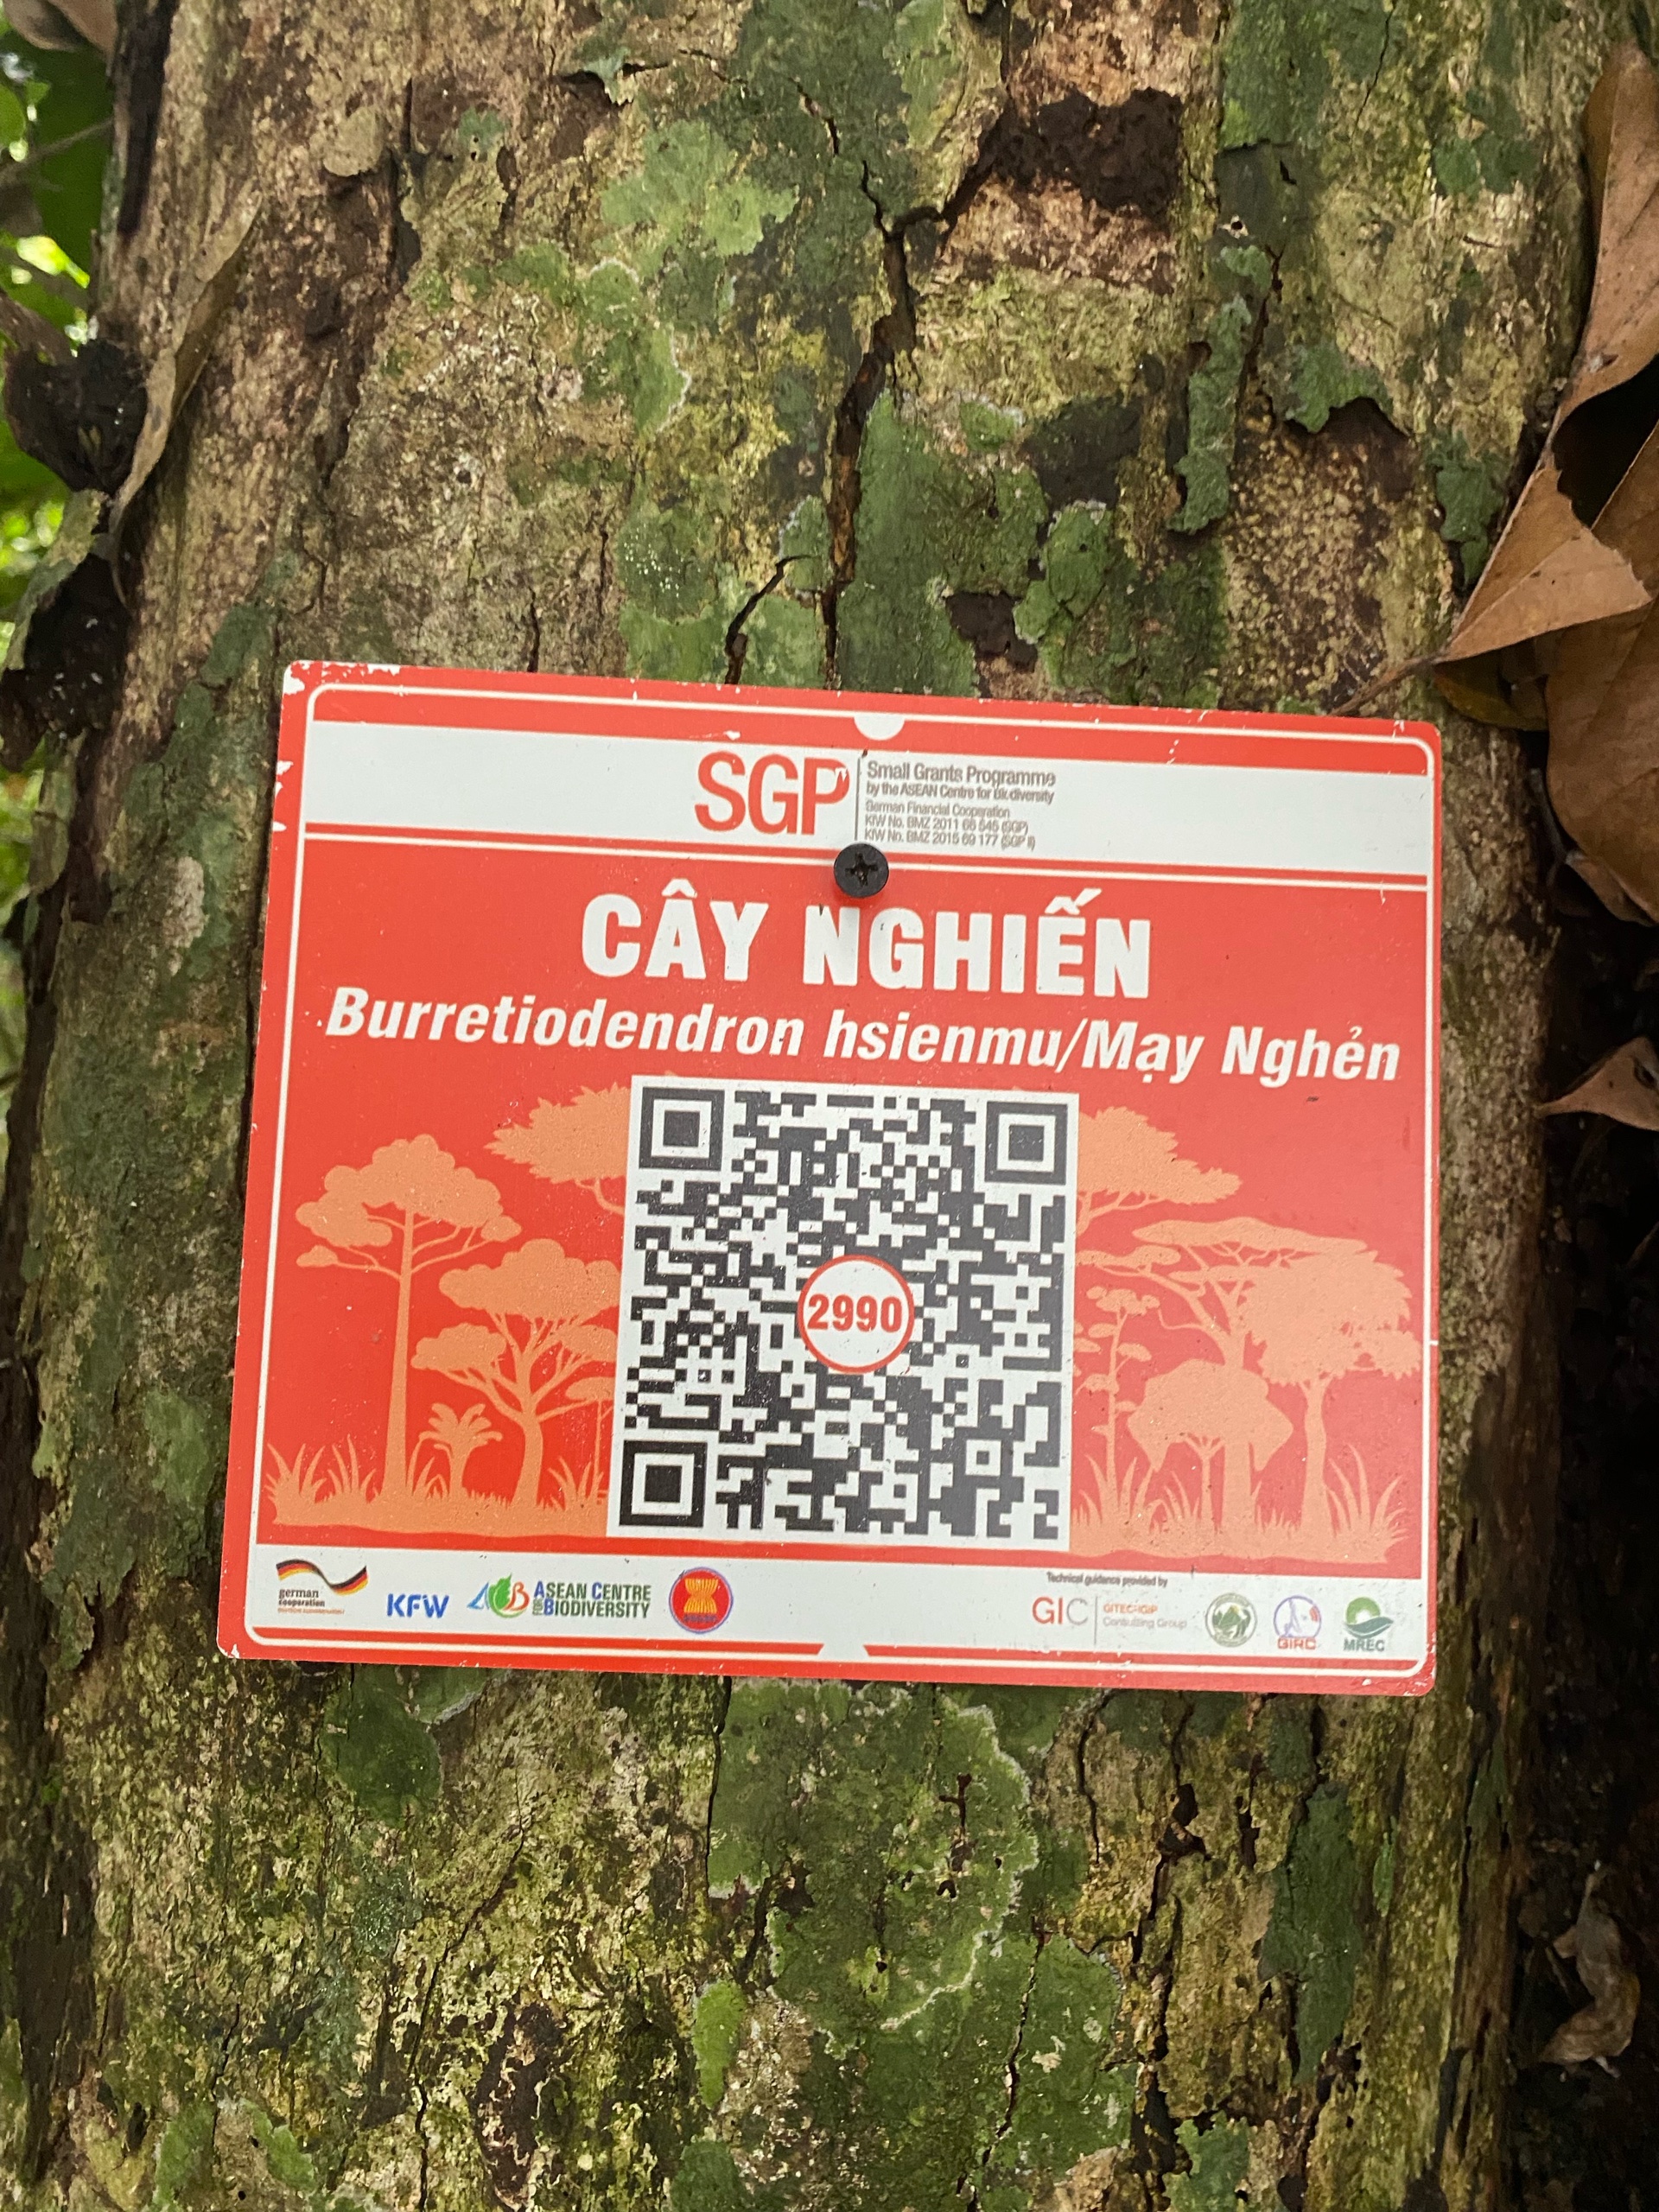 SGP
Small Grants Programme
by the ASEAN Centre for Biodiversity
German Financial Cooperation
KfW No. BMZ 2011 66 545 (SGP)
KfW No. BMZ 2015 69 177 (SGP II)
CÂY NGHIẾN
Burretiodendron hsienmu/Mạy Nghẻn
2990
german
cooperation
KFW
ASEAN CENTRE
FOR BIODIVERSITY
Technical guidance provided by
GIC
GITEC-IGIP
Consulting Group
GIRC
MREC